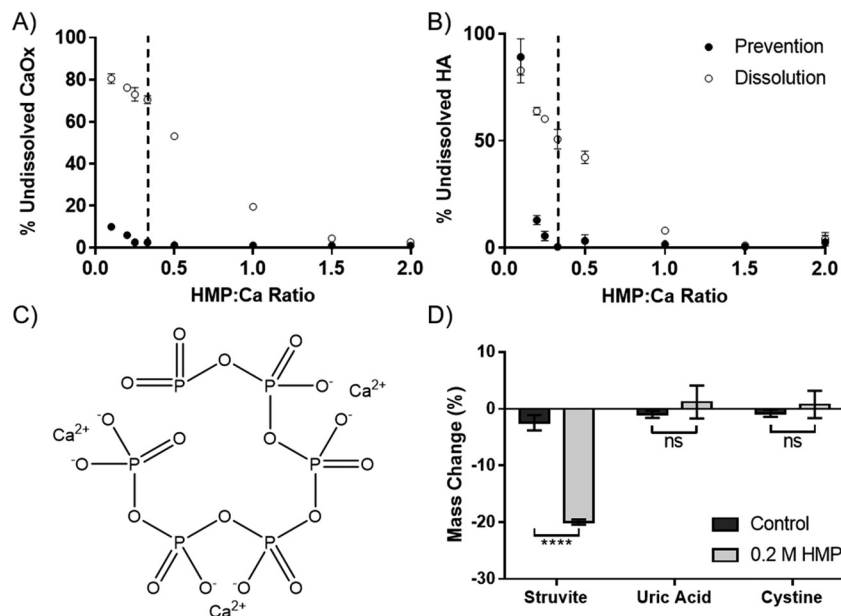 A)
% Undissolved CaOx
100
80
60
40
20
0
0.0 0.5 1.0 1.5 2.0
HMP:Ca Ratio
B)
% Undissolved HA
100
50
0
0.0 0.5 1.0 1.5 2.0
HMP:Ca Ratio
Prevention
Dissolution
C)
O O O
O P O P O- Ca2+
Ca2+ -O O O O-
-O P P O
O O O
P P
O O- -O O
Ca2+
D)
Mass Change (%)
10
0
-10
-20
-30
ns ns
****
Control
0.2 M HMP
Struvite Uric Acid Cystine